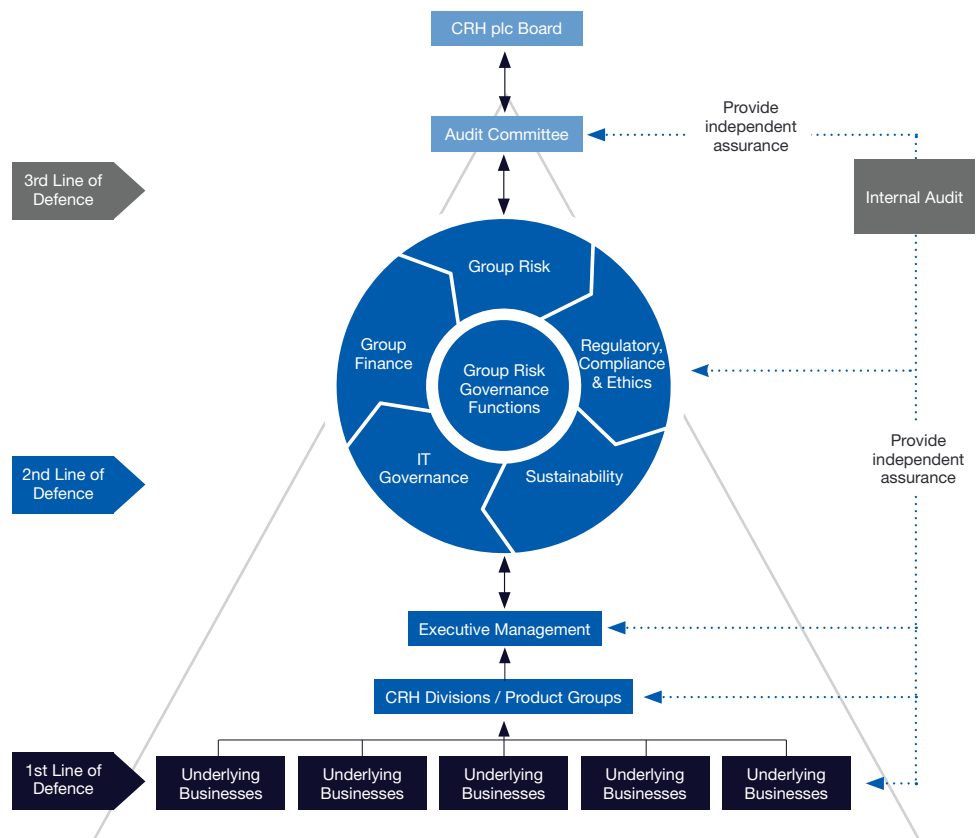 CRH plc Board
Provide
independent
assurance
Audit Committee
3rd Line of
Defence
Internal Audit
Group Risk
Group
Finance
Regulatory,
Compliance
& Ethics
Group Risk
Governance
Functions
IT
Governance
Sustainability
2nd Line of
Defence
Provide
independent
assurance
Executive Management
CRH Divisions / Product Groups
1st Line of
Defence
Underlying
Businesses
Underlying
Businesses
Underlying
Businesses
Underlying
Businesses
Underlying
Businesses